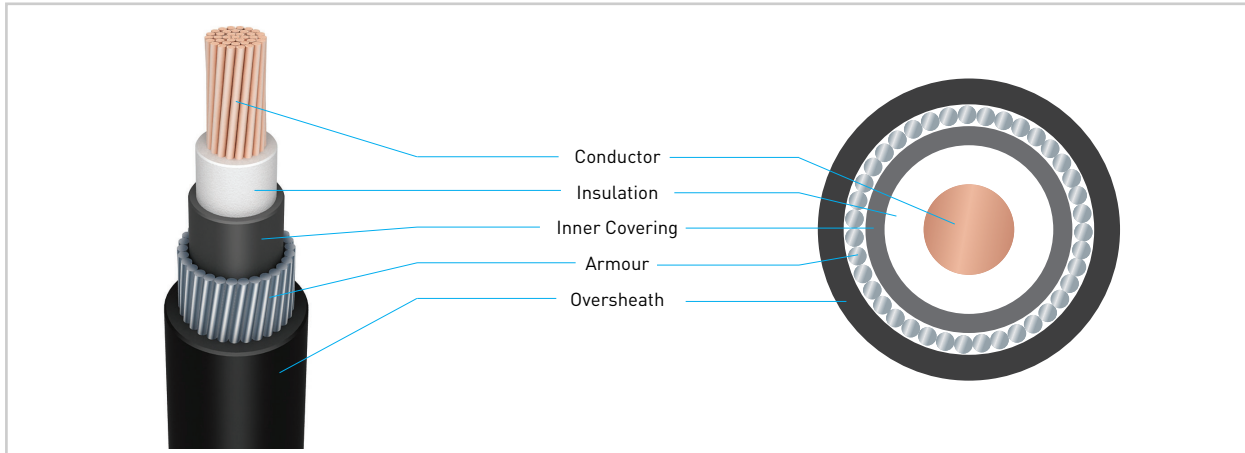 Conductor
Insulation
Inner Covering
Armour
Oversheath